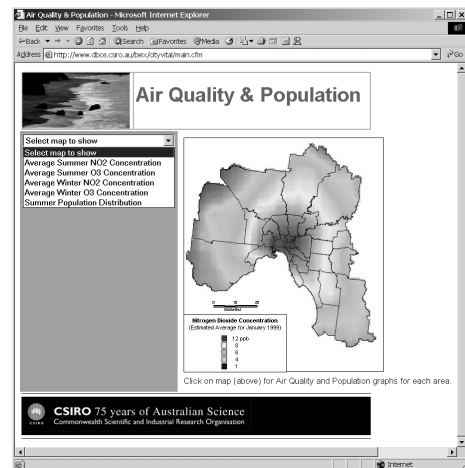 Air Quality & Population - Microsoft Internet Explorer
File Edit View Favorites Tools Help
Back Search Favorites Media
Address http://www.dbce.csiro.au/biex/cityvital/main.cfm Go
Air Quality & Population
Select map to show
Select map to show
Average Summer NO2 Concentration
Average Summer O3 Concentration
Average Winter NO2 Concentration
Average Winter O3 Concentration
Summer Population Distribution
0 10 20
Nitrogen Dioxide Concentration
(Estimated Average for January 1999)
12 ppb
8
6
4
1
Click on map (above) for Air Quality and Population graphs for each area.
CSIRO
CSIRO 75 years of Australian Science
Commonwealth Scientific and Industrial Research Organisation
Internet